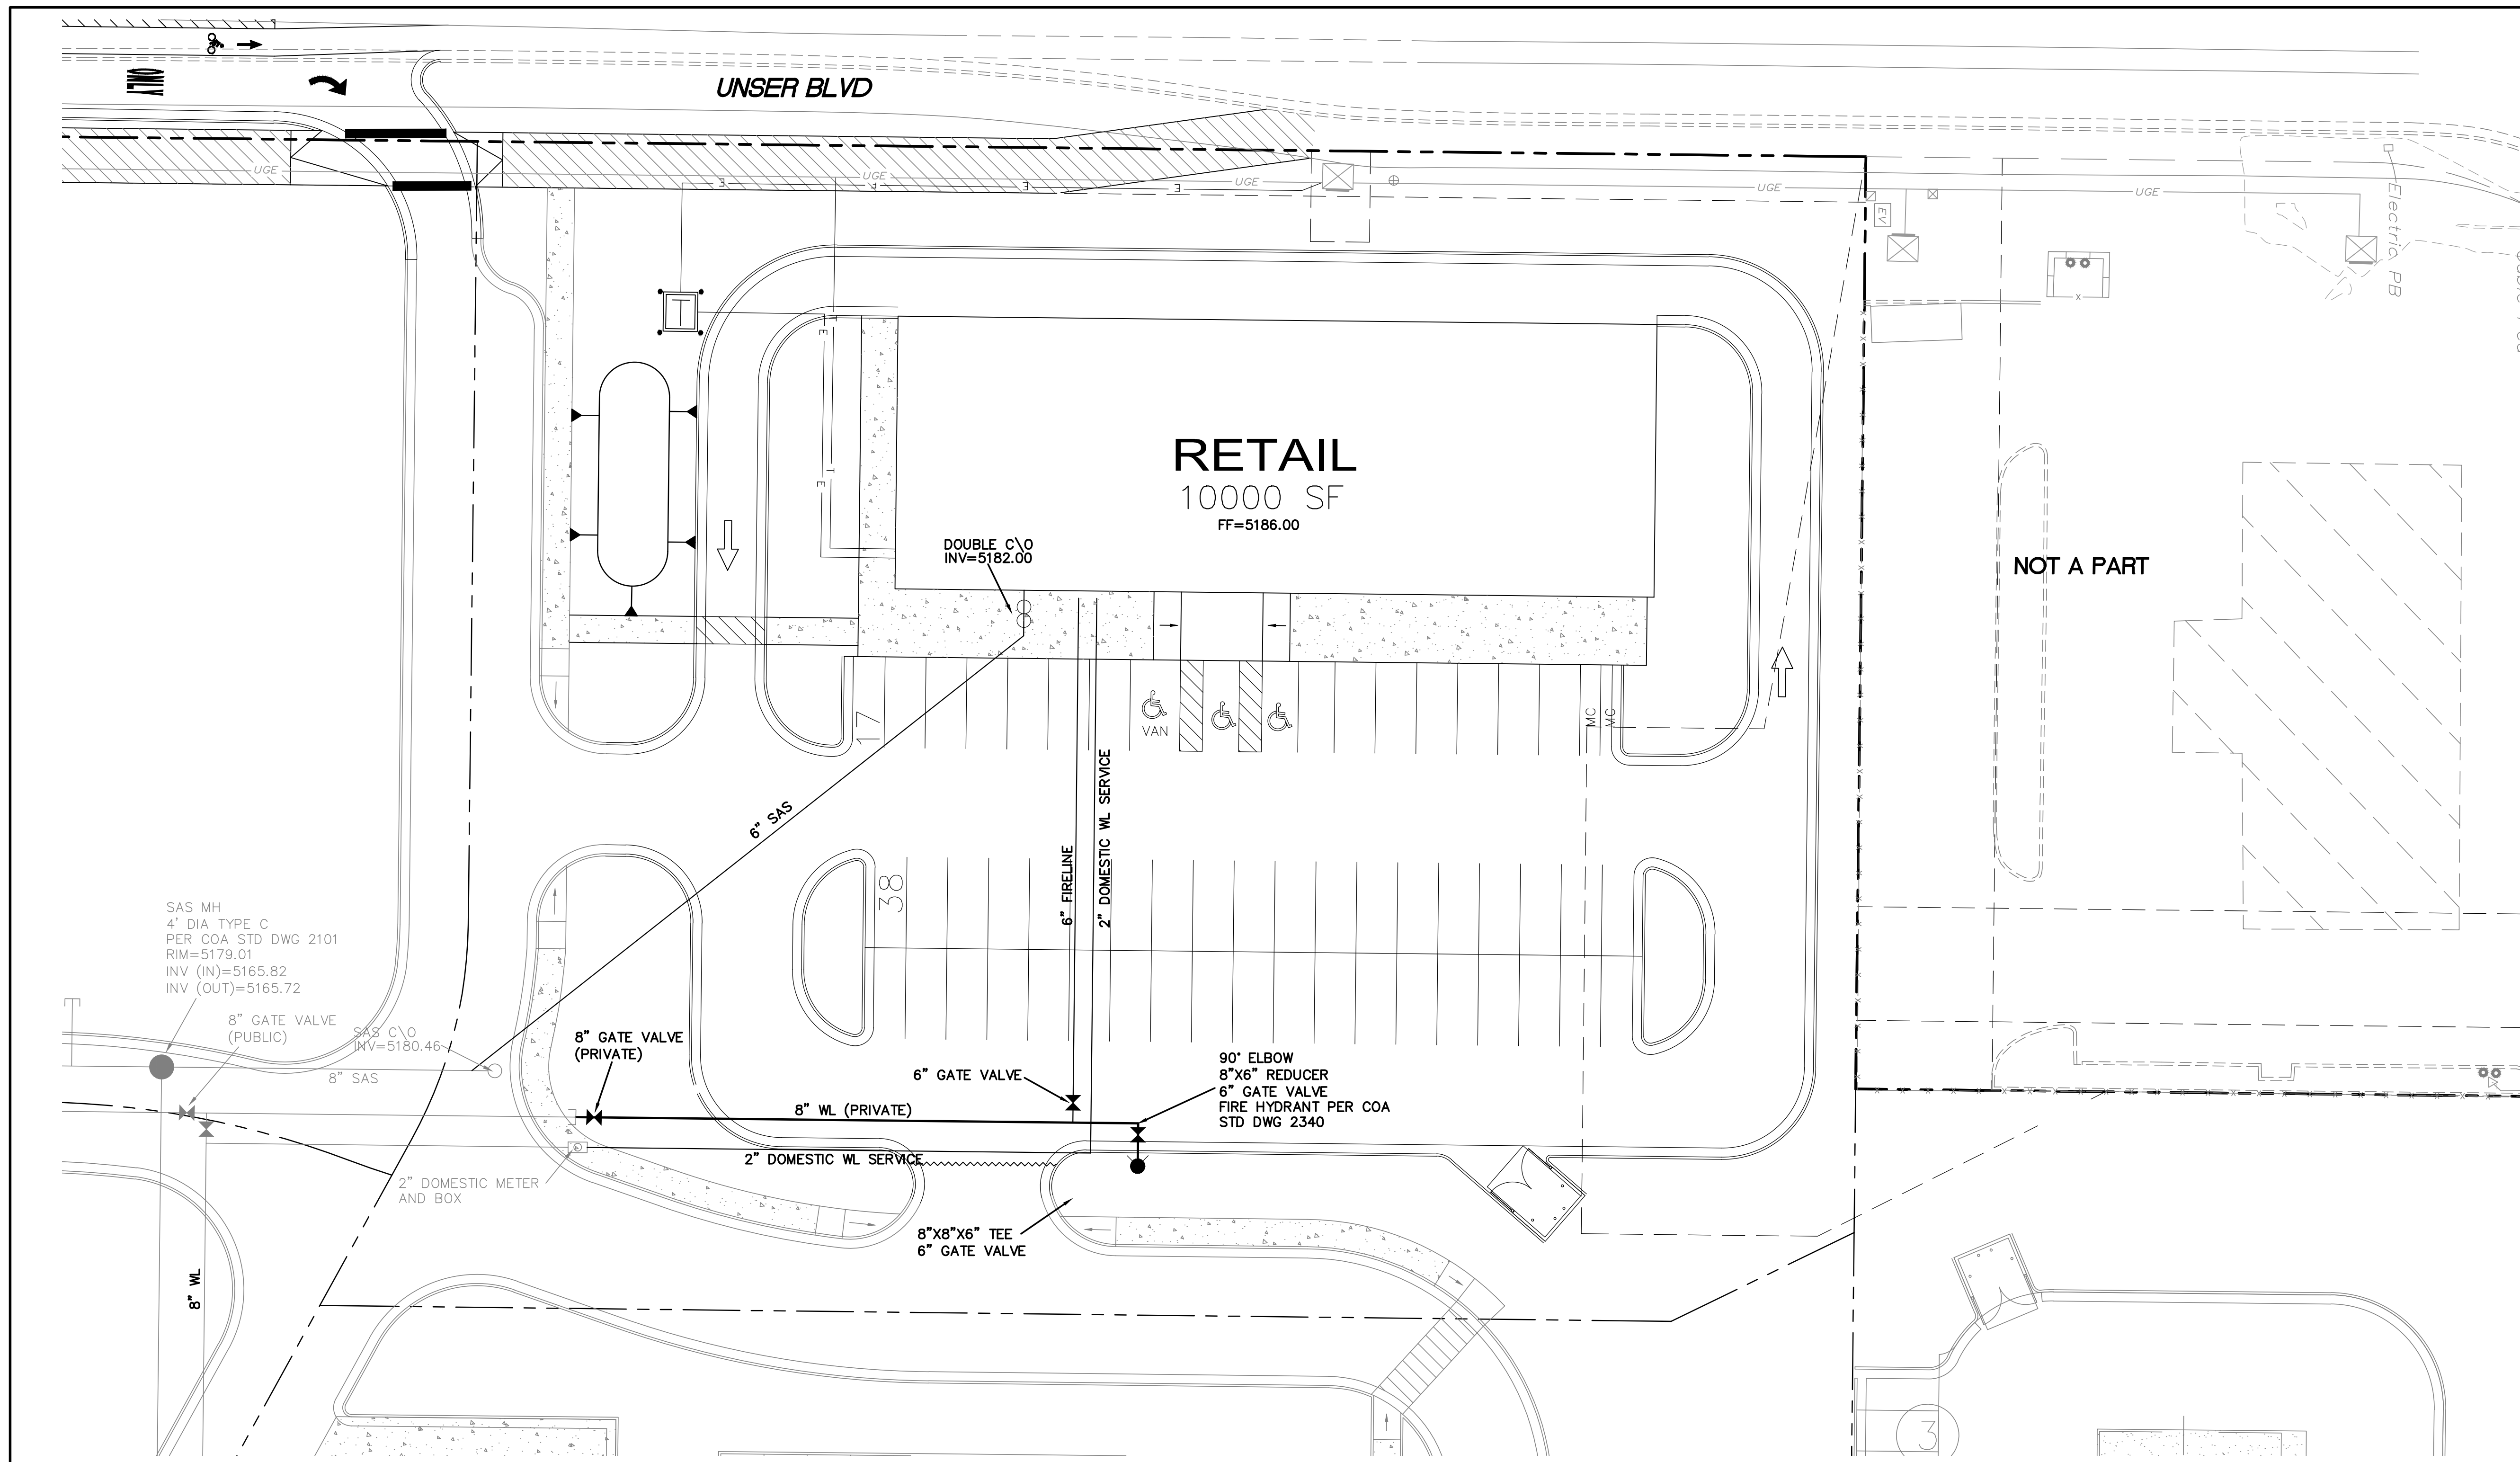 ONLY
UNSER BLVD
UGE
UGE
UGE
UGE
UGE
E
E
E
E
EV
Electric PB
T
T
E
T
E
RETAIL
10000 SF
FF=5186.00
DOUBLE C\O
INV=5182.00
NOT A PART
17
VAN
MC
MC
6" SAS
6" FIRELINE
2" DOMESTIC WL SERVICE
38
SAS MH
4' DIA TYPE C
PER COA STD DWG 2101
RIM=5179.01
INV (IN)=5165.82
INV (OUT)=5165.72
8" GATE VALVE
(PUBLIC)
SAS C\O
INV=5180.46
8" SAS
8" GATE VALVE
(PRIVATE)
6" GATE VALVE
90° ELBOW
8"X6" REDUCER
6" GATE VALVE
FIRE HYDRANT PER COA
STD DWG 2340
8" WL (PRIVATE)
2" DOMESTIC WL SERVICE
2" DOMESTIC METER
AND BOX
8"X8"X6" TEE
6" GATE VALVE
8" WL
3